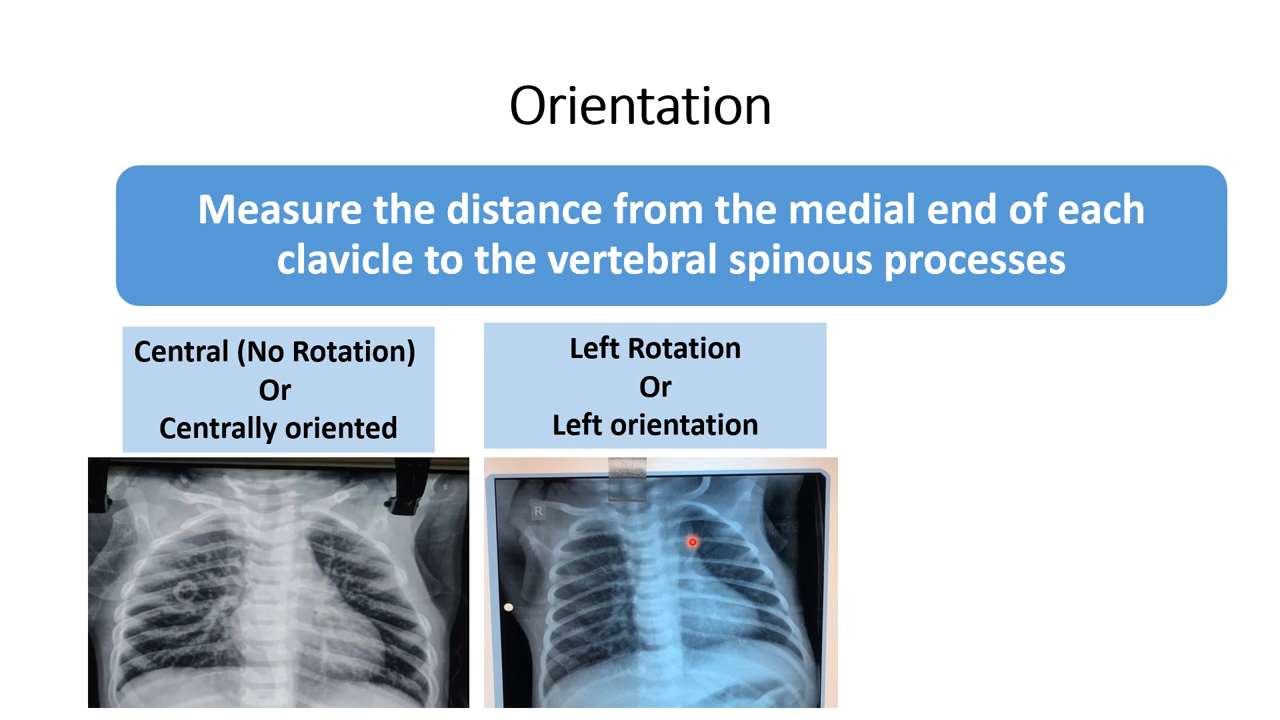 Orientation
Measure the distance from the medial end of each
clavicle to the vertebral spinous processes
Central (No Rotation)
Or
Centrally oriented
Left Rotation
Or
Left orientation
R